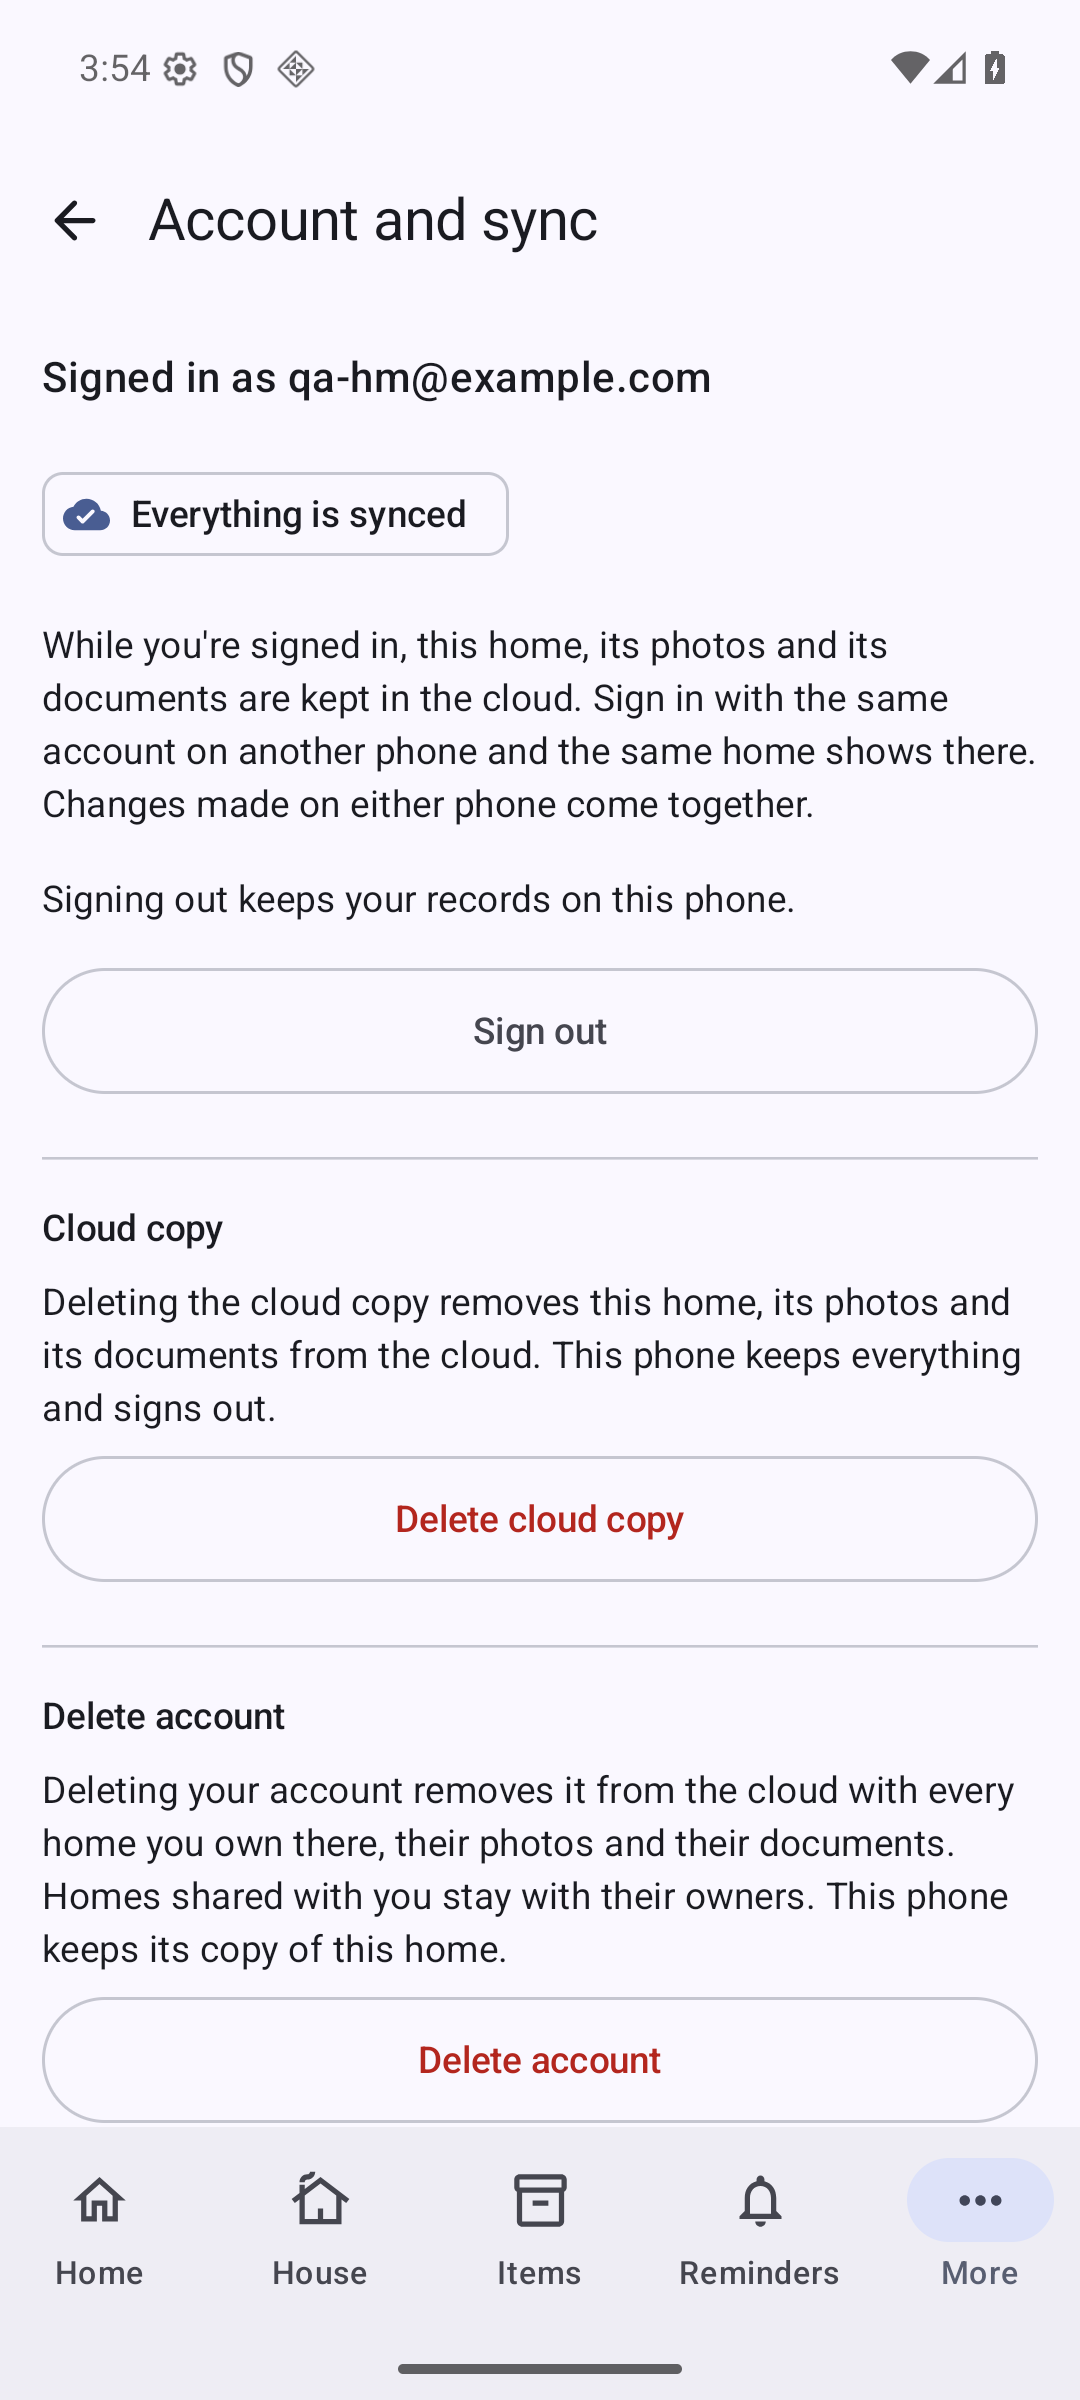 3:54
Account and sync
Signed in as qa-hm@example.com
Everything is synced
While you're signed in, this home, its photos and its
documents are kept in the cloud. Sign in with the same
account on another phone and the same home shows there.
Changes made on either phone come together.
Signing out keeps your records on this phone.
Sign out
Cloud copy
Deleting the cloud copy removes this home, its photos and
its documents from the cloud. This phone keeps everything
and signs out.
Delete cloud copy
Delete account
Deleting your account removes it from the cloud with every
home you own there, their photos and their documents.
Homes shared with you stay with their owners. This phone
keeps its copy of this home.
Delete account
Home House Items Reminders More